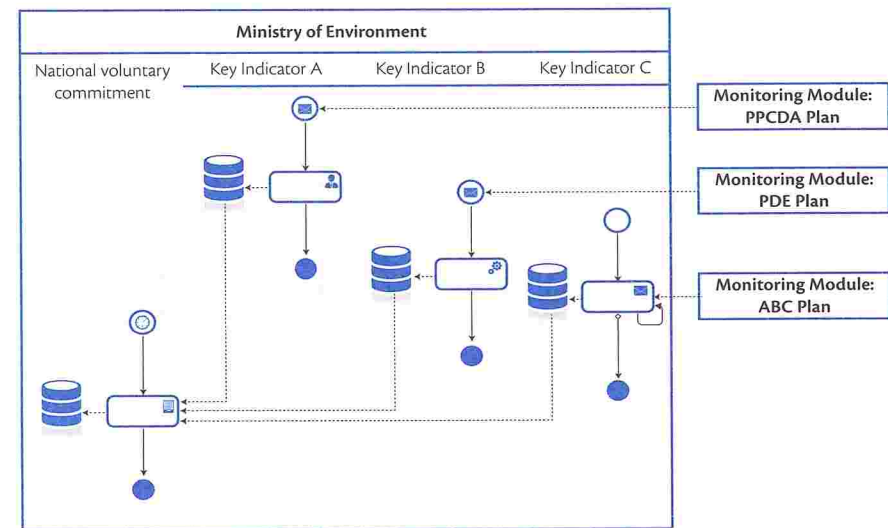 Ministry of Environment
National voluntary
commitment
Key Indicator A
Key Indicator B
Key Indicator C
Monitoring Module:
PPCDA Plan
Monitoring Module:
PDE Plan
Monitoring Module:
ABC Plan